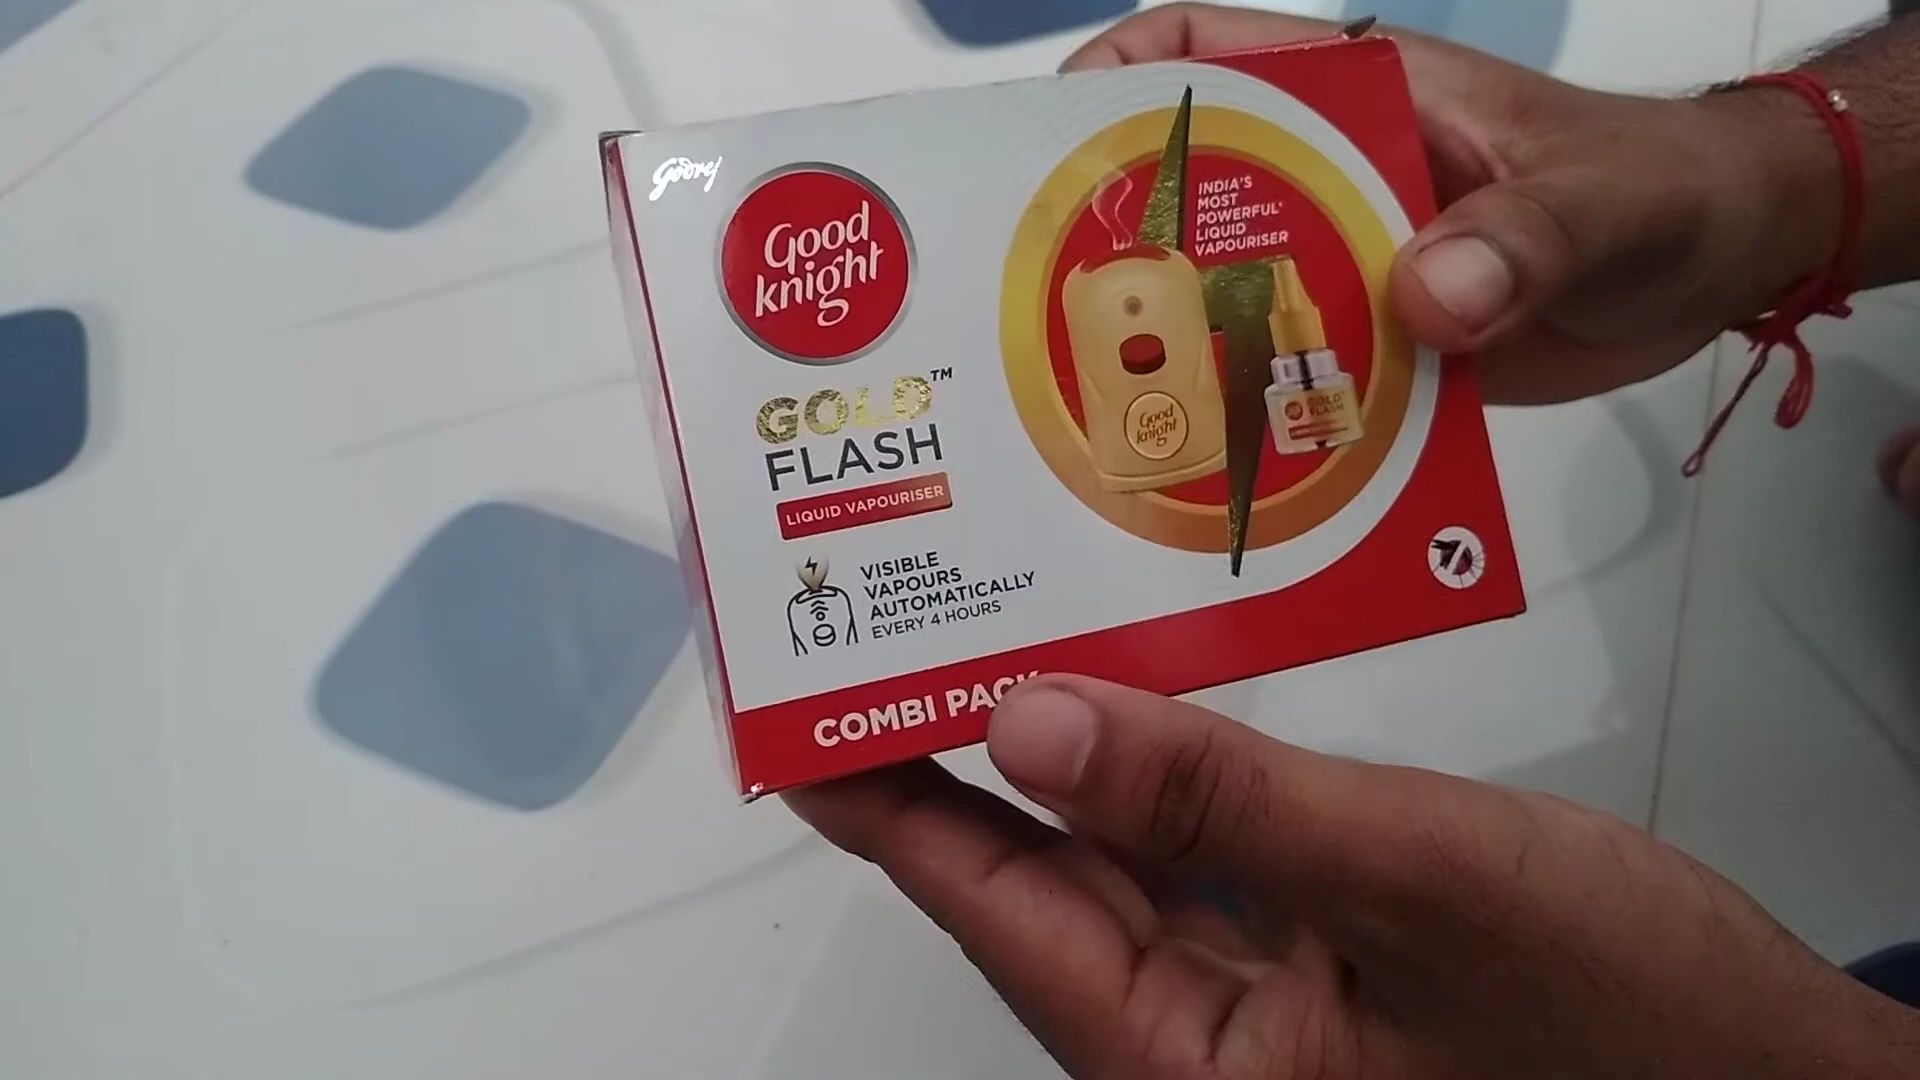 Godrej
Good
knight
GOLD™
FLASH
LIQUID VAPOURISER
VISIBLE
VAPOURS
AUTOMATICALLY
EVERY 4 HOURS
COMBI PACK
INDIA'S
MOST
POWERFUL*
LIQUID
VAPOURISER
Good
knight
GOLD
FLASH